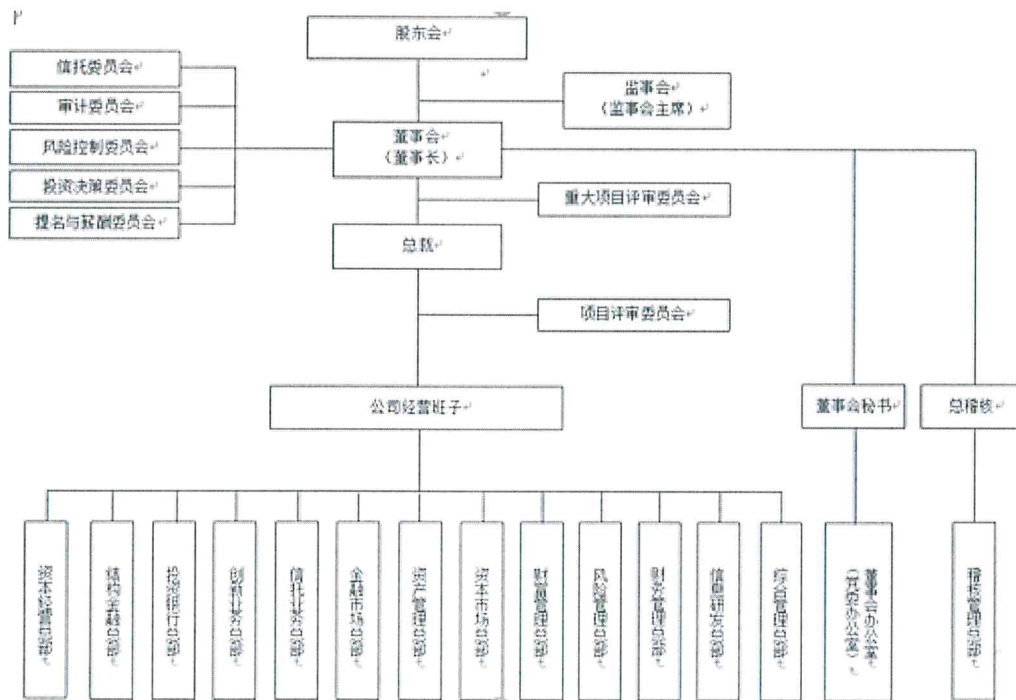 股东会
信托委员会
审计委员会
风险控制委员会
投资决策委员会
提名与薪酬委员会
监事会
（监事会主席）
董事会
（董事长）
重大项目评审委员会
总裁
项目评审委员会
公司经营班子
董事会秘书
总稽核
资本经营总部
结构金融总部
投资银行总部
创新业务总部
信托业务总部
金融市场总部
资产管理总部
资本市场总部
财富管理总部
风险管理总部
财务管理总部
信息研发总部
综合管理总部
董事会办公室
（党委办公室）
稽核管理总部